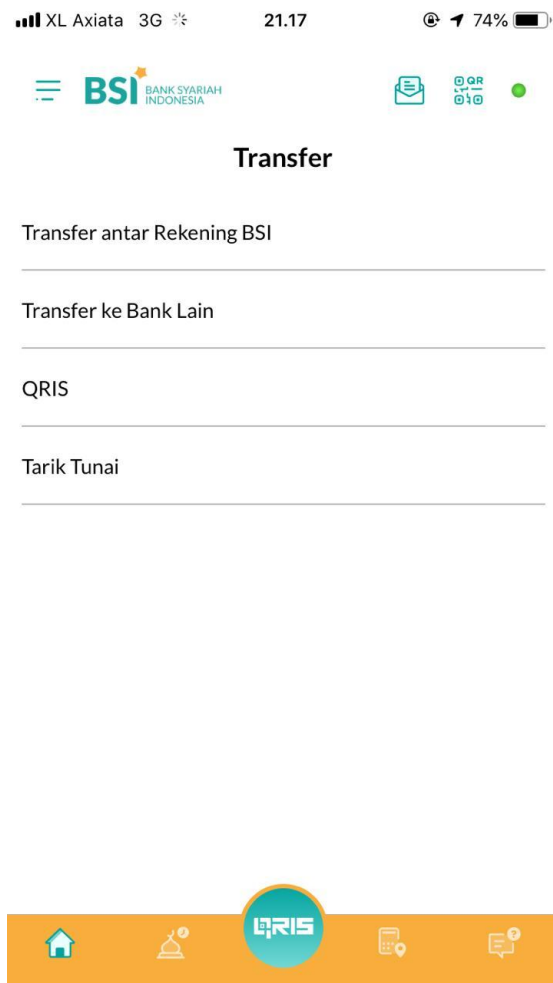 XL Axiata 3G 21.17 74%
BSI BANK SYARIAH
INDONESIA
QR
Transfer
Transfer antar Rekening BSI
Transfer ke Bank Lain
QRIS
Tarik Tunai
QRIS